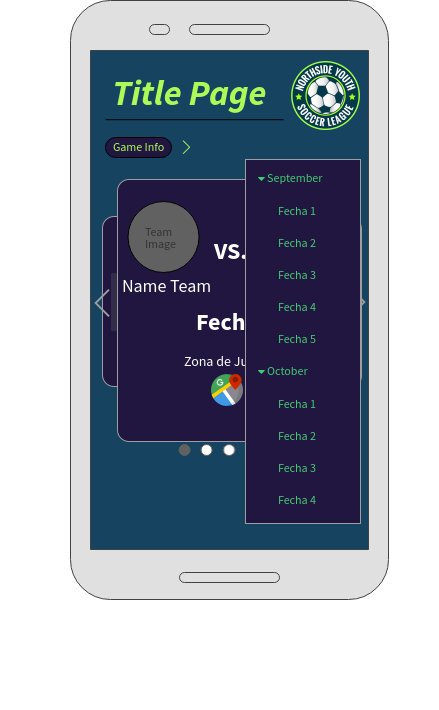 Title Page
NORTHSIDE YOUTH
SOCCER LEAGUE
Game Info
September
Team
Image
Fecha 1
VS.
Fecha 2
Fecha 3
Name Team
Fecha 4
Fech
Fecha 5
Zona de Ju
October
G
Fecha 1
Fecha 2
Fecha 3
Fecha 4